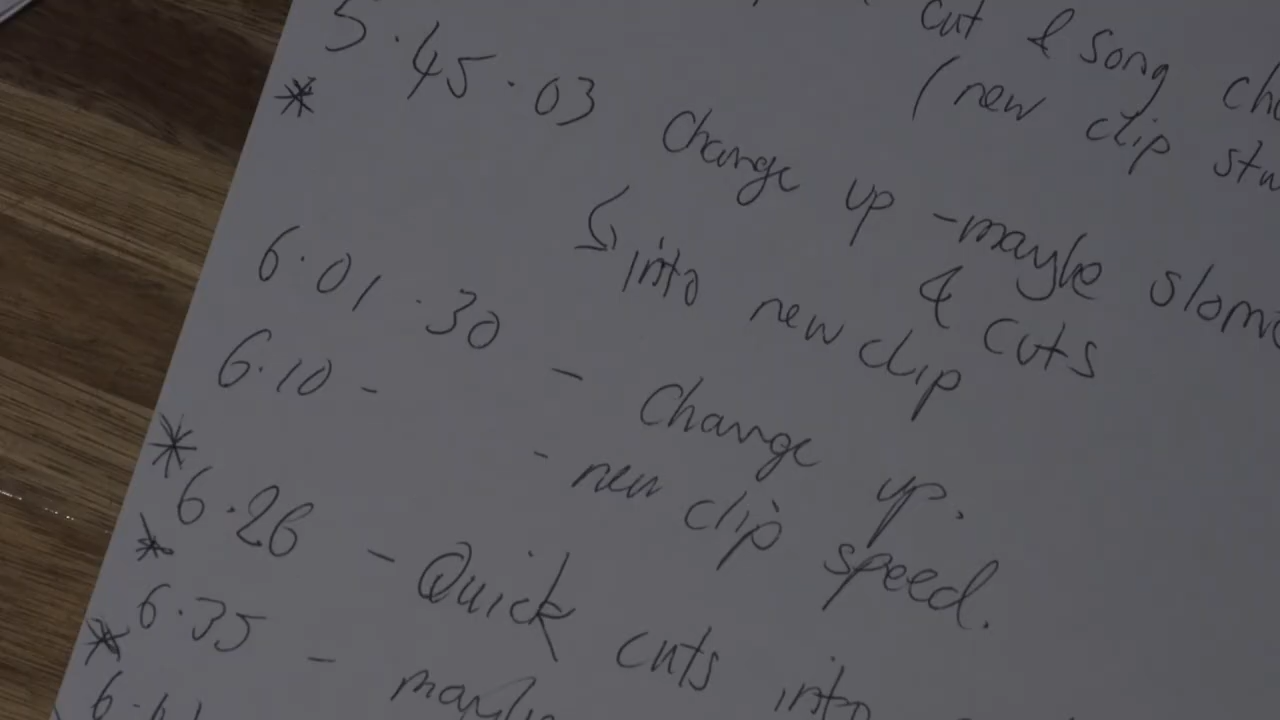 cut & song
(new clip
5.45.03 Change up - maybe
* & cuts
↳ into new clip
6.01.30 - Change up.
6.10 - - new clip speed.
* 6.26 - Quick cuts into
* 6.35 - maybe
*